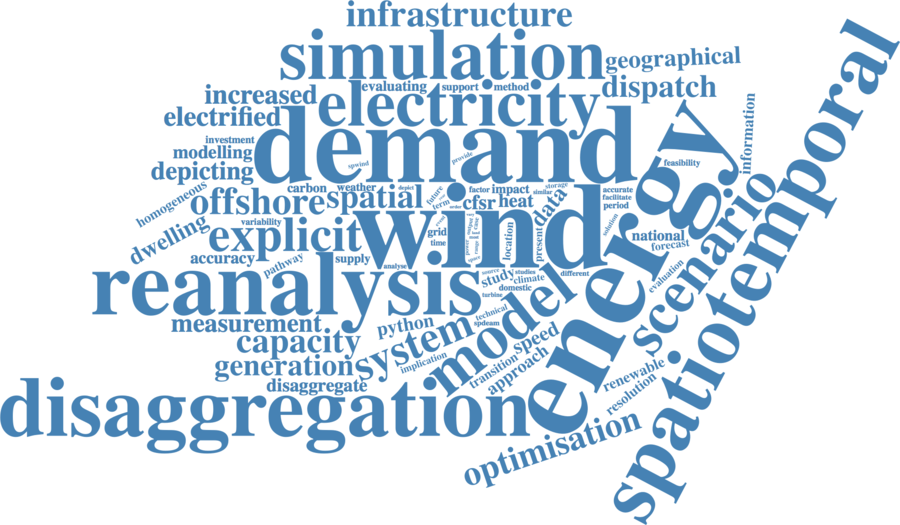 infrastructure
simulation
geographical
evaluating
support
method
dispatch
increased
electricity
electrified
demand
investment
modelling
depicting
spwind
provide
feasibility
information
energy
spatiotemporal
homogeneous
offshore
carbon
weather
depict
spatial
future
term
factor
impact
similar
storage
accurate
facilitate
period
cfsr
heat
data
wind
dwelling
variability
explicit
grid
time
location
present
solution
national
forecast
scenario
accuracy
pathway
supply
analyse
reanalysis
source
study
studies
climate
domestic
turbine
different
evaluation
model
measurement
python
technical
spdeam
capacity
system
speed
generation
implication
transition
approach
renewable
resolution
disaggregate
disaggregation
optimisation